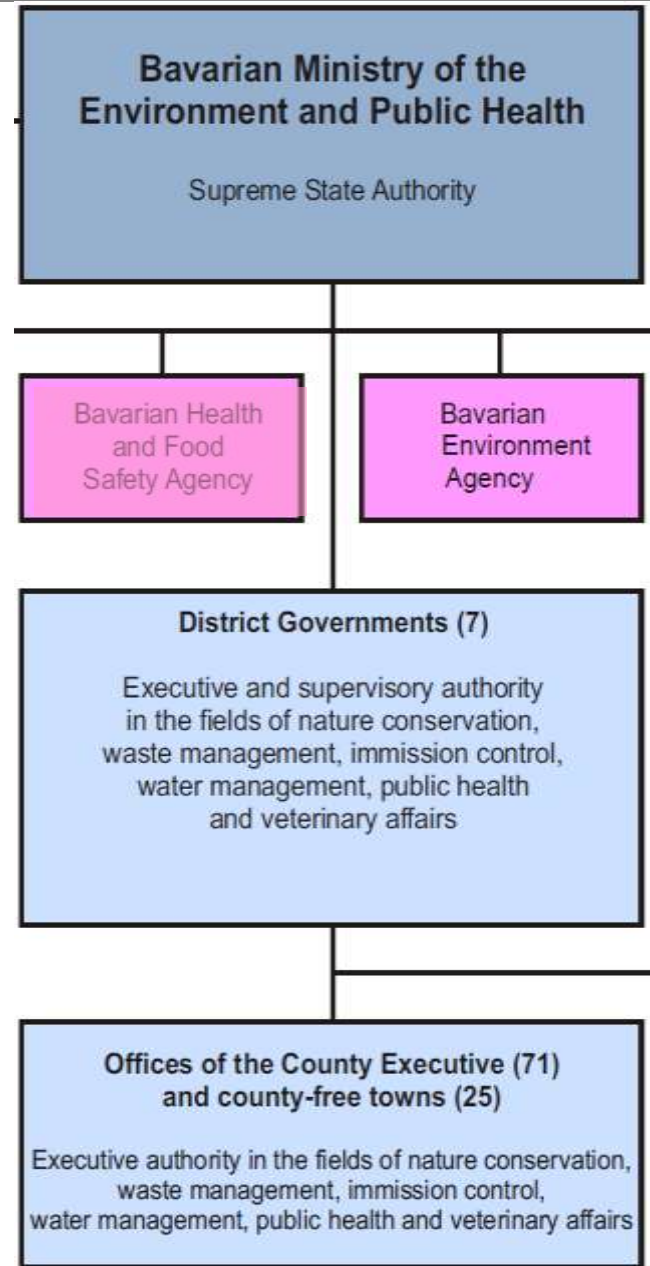 Bavarian Ministry of the
Environment and Public Health
Supreme State Authority
Bavarian Health
and Food
Safety Agency
Bavarian
Environment
Agency
District Governments (7)
Executive and supervisory authority
in the fields of nature conservation,
waste management, immission control,
water management, public health
and veterinary affairs
Offices of the County Executive (71)
and county-free towns (25)
Executive authority in the fields of nature conservation,
waste management, immission control,
water management, public health and veterinary affairs